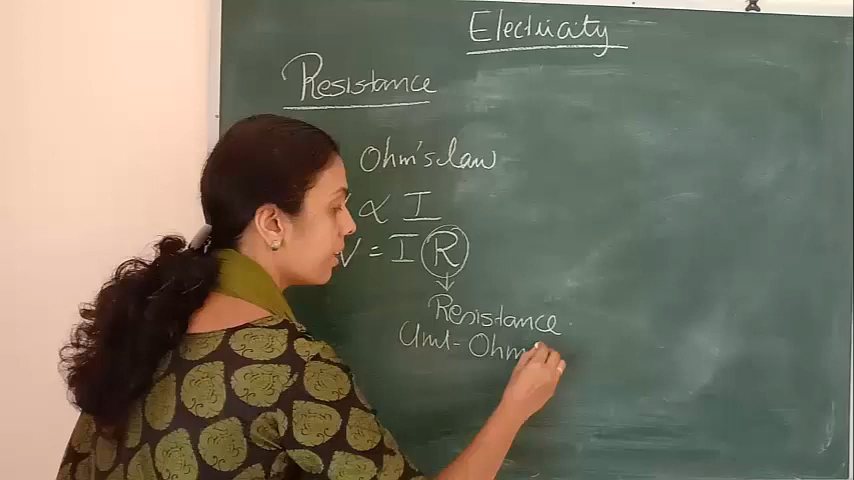 Electricity
Resistance
Ohm's law
∝ I
V = I R
Resistance
Unit - Ohm